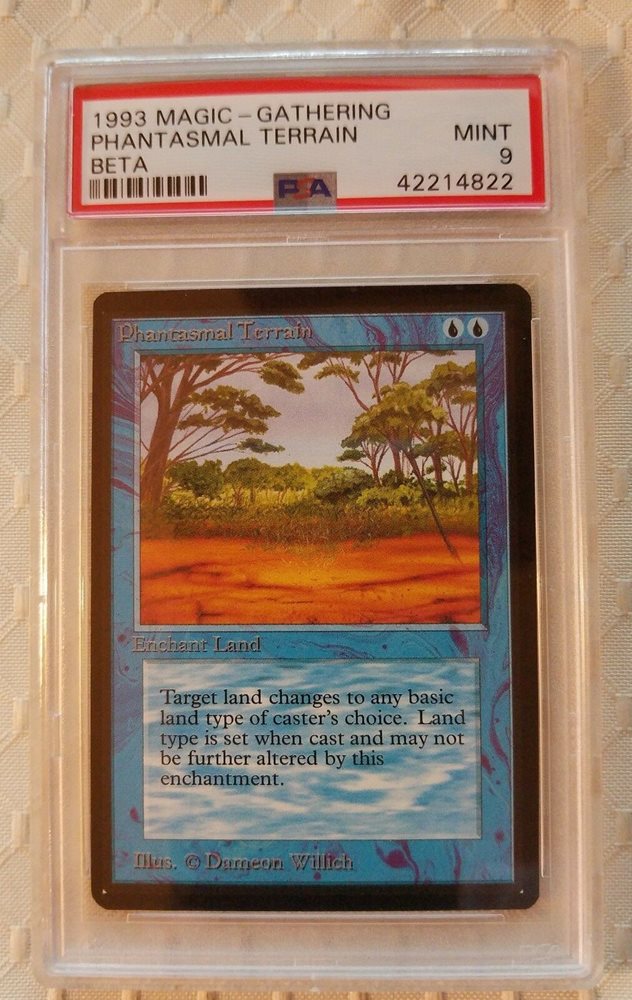 1993 MAGIC - GATHERING
PHANTASMAL TERRAIN MINT
BETA 9
PSA 42214822
Phantasmal Terrain
Enchant Land
Target land changes to any basic
land type of caster's choice. Land
type is set when cast and may not
be further altered by this
enchantment.
Illus. © Dameon Willich